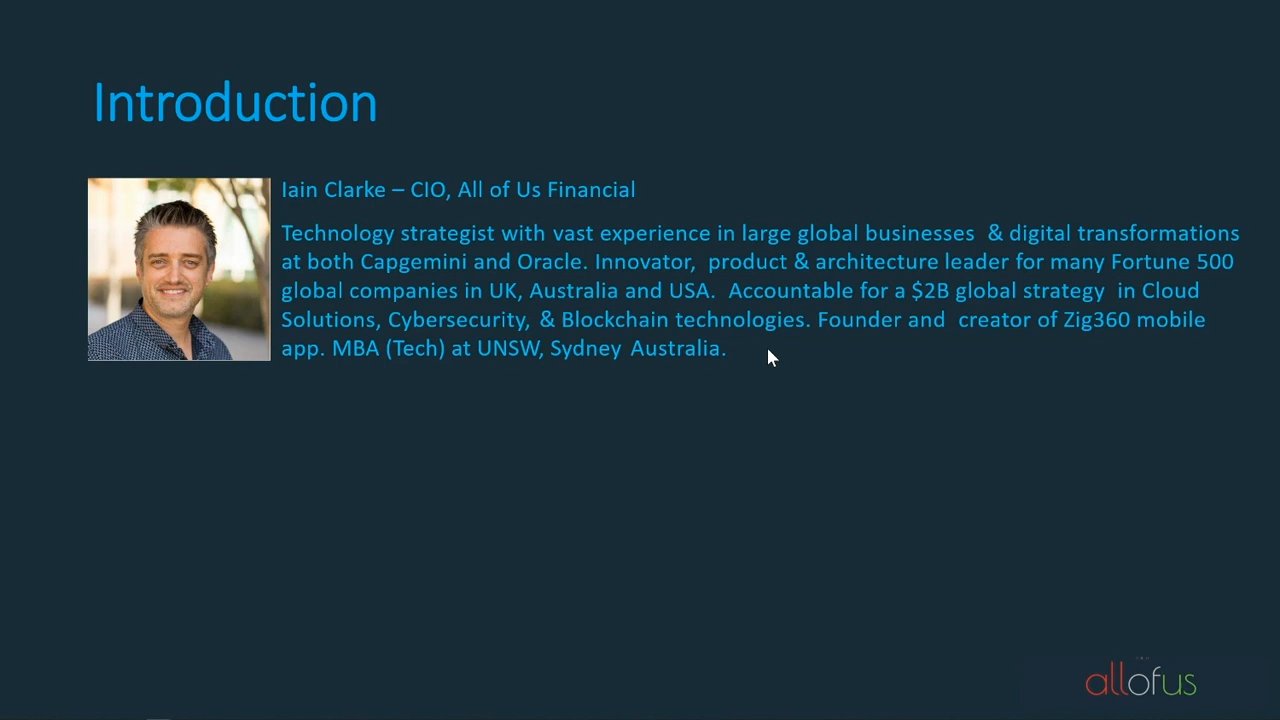 Introduction
Iain Clarke – CIO, All of Us Financial
Technology strategist with vast experience in large global businesses & digital transformations
at both Capgemini and Oracle. Innovator, product & architecture leader for many Fortune 500
global companies in UK, Australia and USA. Accountable for a $2B global strategy in Cloud
Solutions, Cybersecurity, & Blockchain technologies. Founder and creator of Zig360 mobile
app. MBA (Tech) at UNSW, Sydney Australia.
allofus